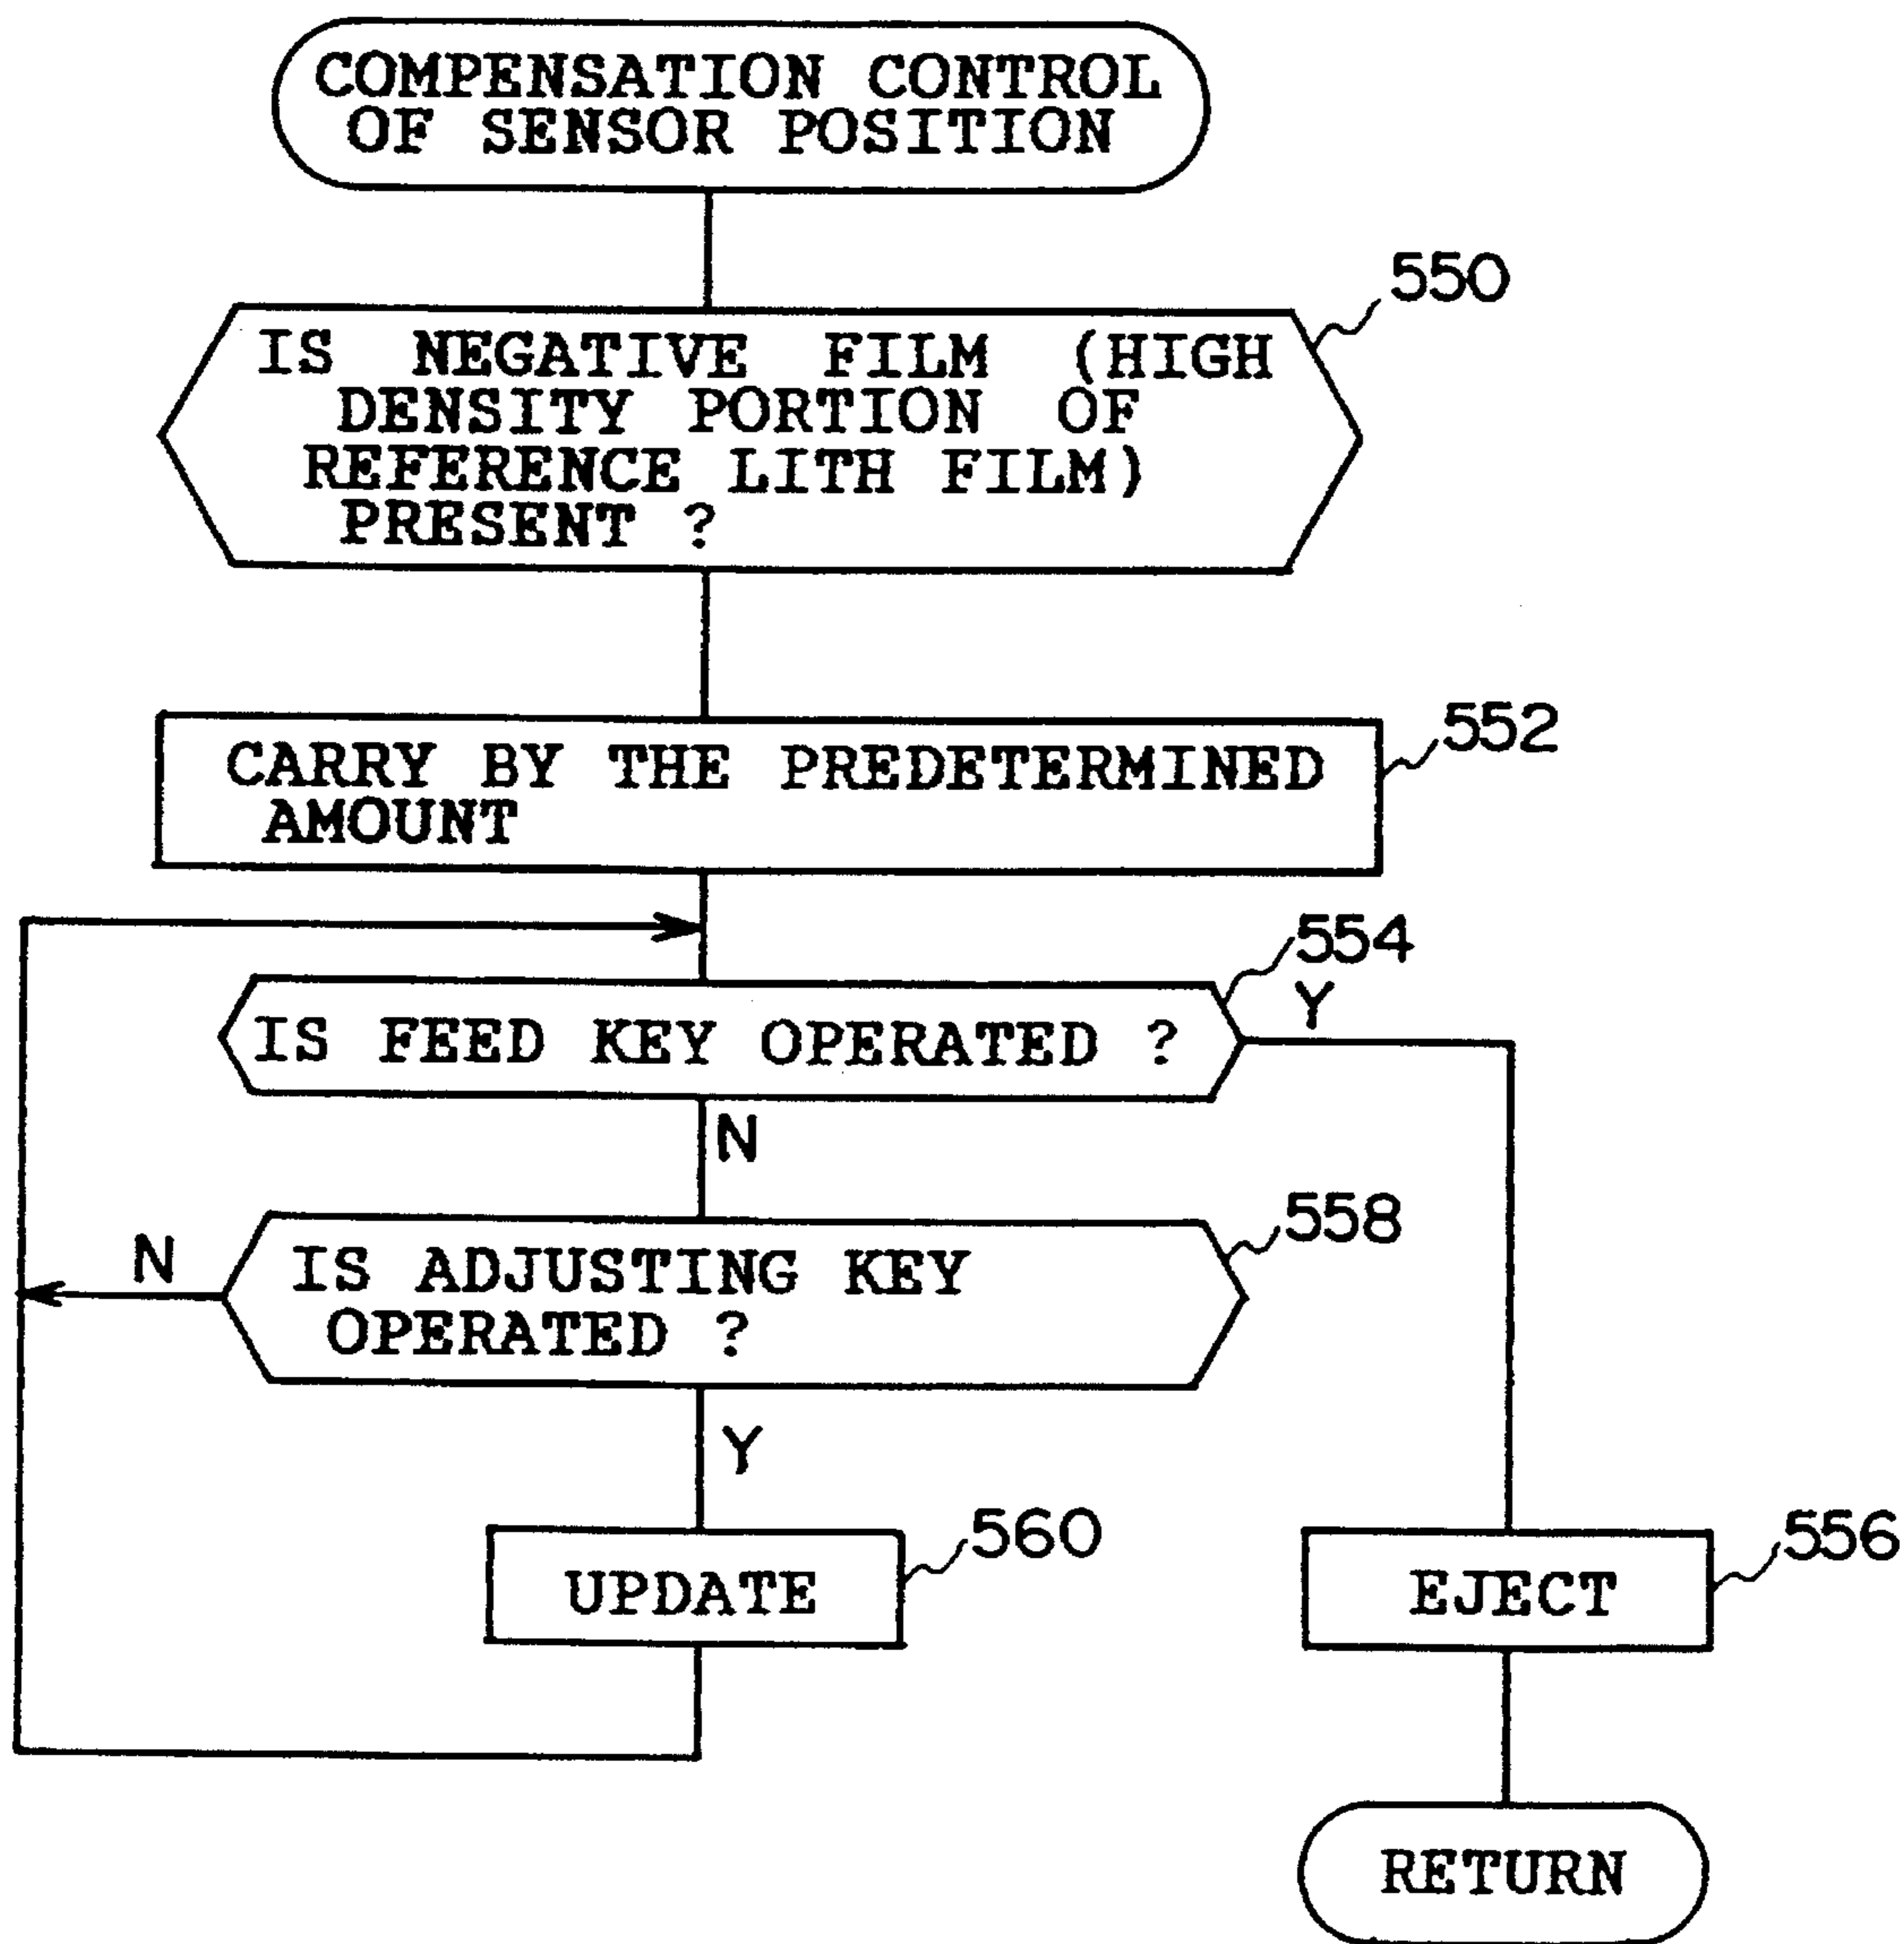 COMPENSATION CONTROL
OF SENSOR POSITION
550
IS NEGATIVE FILM (HIGH
DENSITY PORTION OF
REFERENCE LITH FILM)
PRESENT ?
552
CARRY BY THE PREDETERMINED
AMOUNT
554
Y
IS FEED KEY OPERATED ?
N
558
N
IS ADJUSTING KEY
OPERATED ?
Y
560
UPDATE
556
EJECT
RETURN